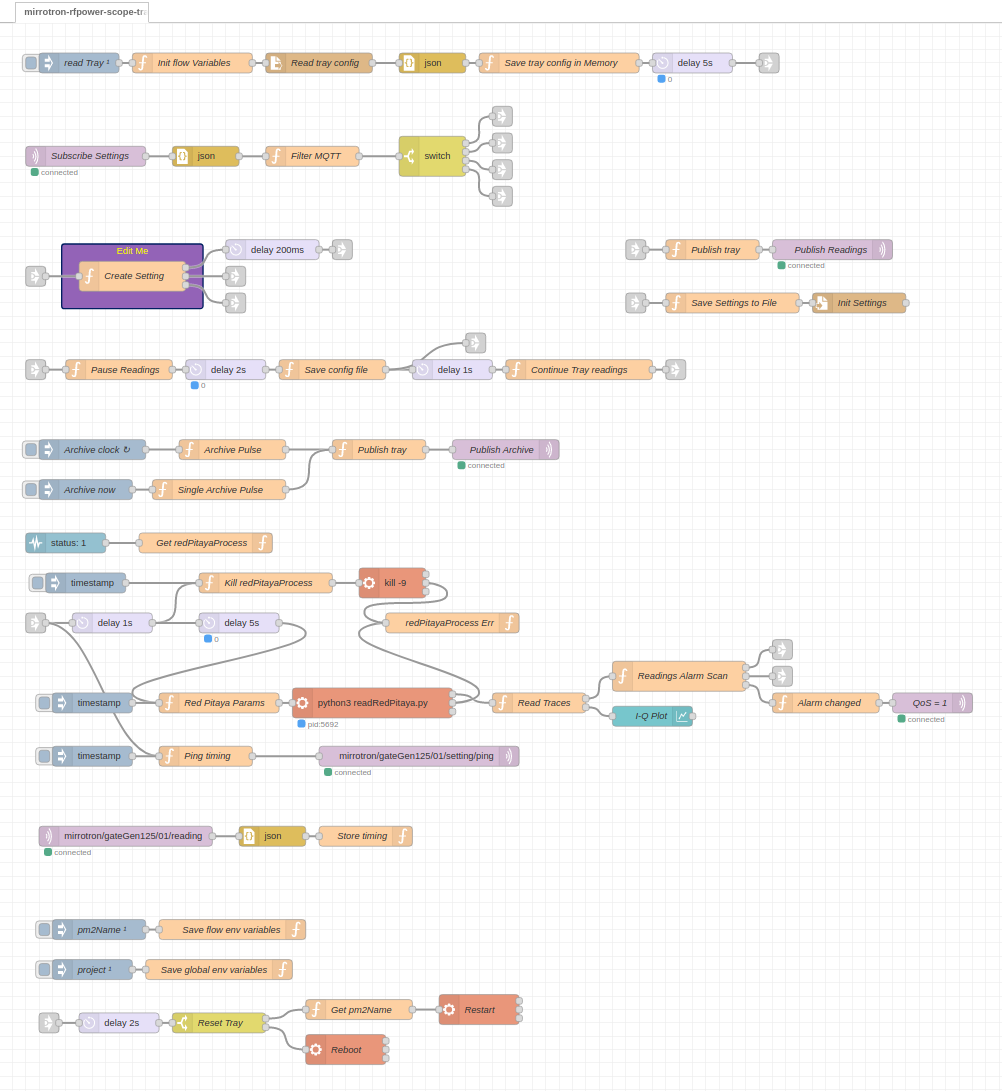 mirrotron-rfpower-scope-tra
read Tray ¹
Init flow Variables
Read tray config
json
Save tray config in Memory
delay 5s
0
Subscribe Settings
json
Filter MQTT
switch
connected
Edit Me
Create Setting
delay 200ms
Publish tray
Publish Readings
connected
Save Settings to File
Init Settings
Pause Readings
delay 2s
Save config file
delay 1s
Continue Tray readings
0
Archive clock ↻
Archive Pulse
Publish tray
Publish Archive
connected
Archive now
Single Archive Pulse
status: 1
Get redPitayaProcess
timestamp
Kill redPitayaProcess
kill -9
delay 1s
delay 5s
redPitayaProcess Err
0
Readings Alarm Scan
timestamp
Red Pitaya Params
python3 readRedPitaya.py
Read Traces
Alarm changed
QoS = 1
I-Q Plot
pid:5692
connected
timestamp
Ping timing
mirrotron/gateGen125/01/setting/ping
connected
mirrotron/gateGen125/01/reading
json
Store timing
connected
pm2Name ¹
Save flow env variables
project ¹
Save global env variables
Get pm2Name
Restart
delay 2s
Reset Tray
Reboot